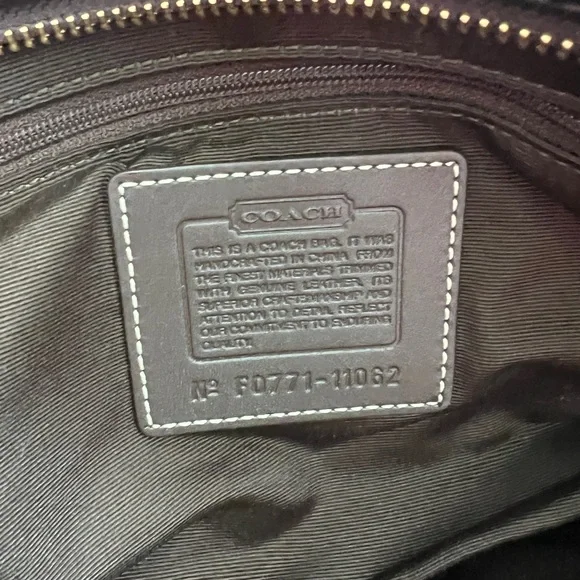 COACH
THIS IS A COACH BAG. IT WAS
HANDCRAFTED IN CHINA FROM
THE FINEST MATERIALS TRIMMED
WITH GENUINE LEATHER. ITS
SUPERIOR CRAFTSMANSHIP AND
ATTENTION TO DETAIL REFLECT
OUR COMMITMENT TO ENDURING
QUALITY.
Nº F0771-11062